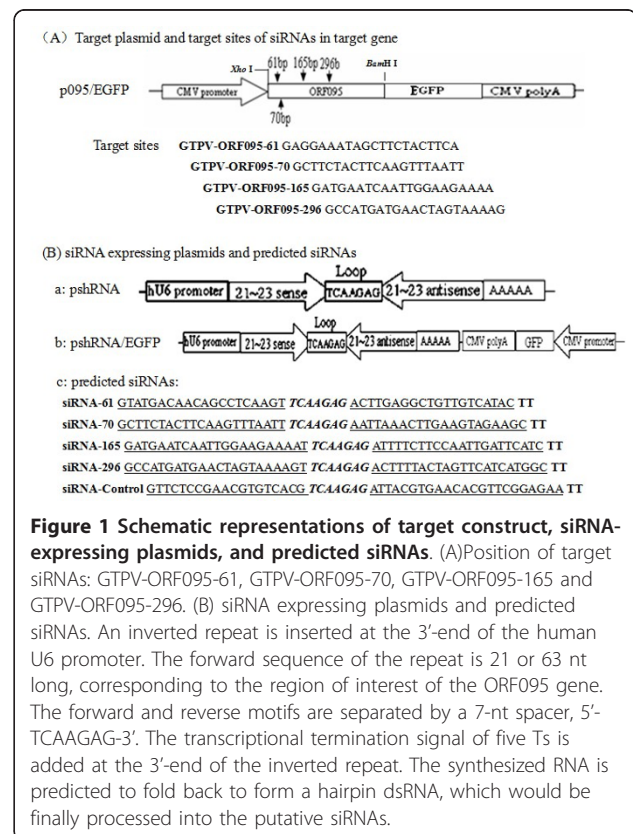 (A) Target plasmid and target sites of siRNAs in target gene
Xho I 61bp 165bp 296b BamH I
p095/EGFP CMV promoter ORF095 EGFP CMV polyA
70bp
Target sites GTPV-ORF095-61 GAGGAAATAGCTTCTACTTCA
GTPV-ORF095-70 GCTTCTACTTCAAGTTTAATT
GTPV-ORF095-165 GATGAATCAATTGGAAGAAAA
GTPV-ORF095-296 GCCATGATGAACTAGTAAAAG
(B) siRNA expressing plasmids and predicted siRNAs
Loop
a: pshRNA hU6 promoter 21~23 sense TCAAGAG 21~23 antisense AAAAA
Loop
b: pshRNA/EGFP hU6 promoter 21~23 sense TCAAGAG 21~23 antisense AAAAA CMV polyA GFP CMV promoter
c: predicted siRNAs:
siRNA-61 GTATGACAACAGCCTCAAGT TCAAGAG ACTTGAGGCTGTTGTCATAC TT
siRNA-70 GCTTCTACTTCAAGTTTAATT TCAAGAG AATTAAACTTGAAGTAGAAGC TT
siRNA-165 GATGAATCAATTGGAAGAAAAT TCAAGAG ATTTTCTTCCAATTGATTCATC TT
siRNA-296 GCCATGATGAACTAGTAAAAGT TCAAGAG ACTTTTACTAGTTCATCATGGC TT
siRNA-Control GTTCTCCGAACGTGTCACG TCAAGAG ATTACGTGAACACGTTCGGAGAA TT
Figure 1 Schematic representations of target construct, siRNA-
expressing plasmids, and predicted siRNAs. (A)Position of target
siRNAs: GTPV-ORF095-61, GTPV-ORF095-70, GTPV-ORF095-165 and
GTPV-ORF095-296. (B) siRNA expressing plasmids and predicted
siRNAs. An inverted repeat is inserted at the 3'-end of the human
U6 promoter. The forward sequence of the repeat is 21 or 63 nt
long, corresponding to the region of interest of the ORF095 gene.
The forward and reverse motifs are separated by a 7-nt spacer, 5'-
TCAAGAG-3'. The transcriptional termination signal of five Ts is
added at the 3'-end of the inverted repeat. The synthesized RNA is
predicted to fold back to form a hairpin dsRNA, which would be
finally processed into the putative siRNAs.